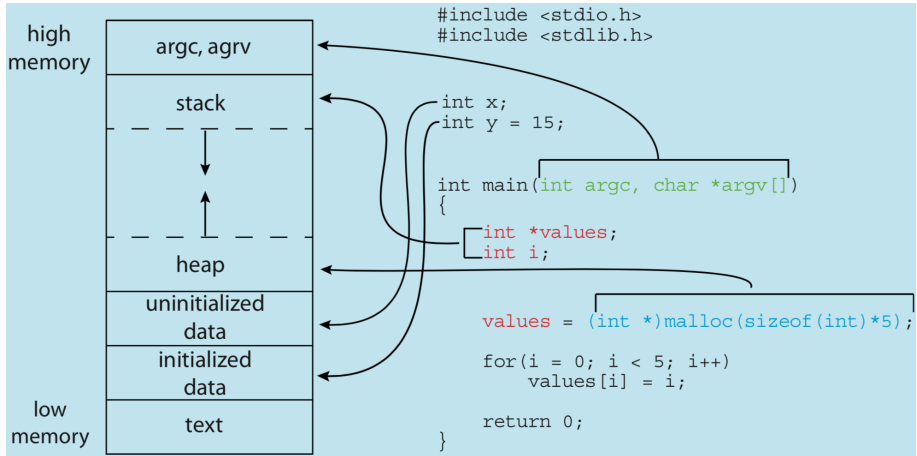 high
memory
argc, agrv
stack
heap
uninitialized
data
initialized
data
low
memory
text
#include <stdio.h>
#include <stdlib.h>
int x;
int y = 15;
int main(int argc, char *argv[])
{
int *values;
int i;
values = (int *)malloc(sizeof(int)*5);
for(i = 0; i < 5; i++)
values[i] = i;
return 0;
}